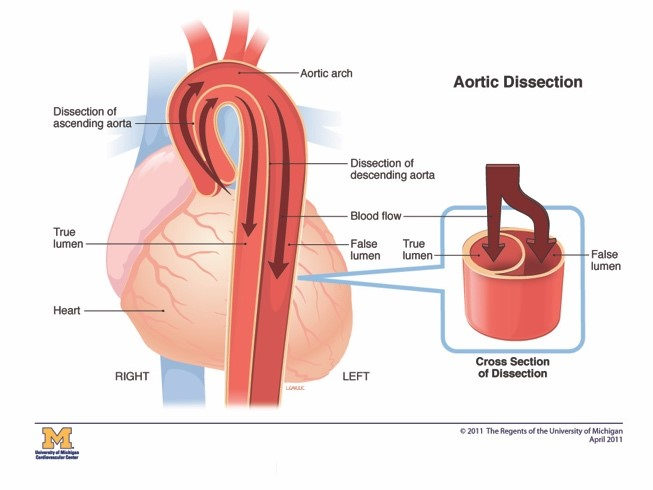 Aortic Dissection
Aortic arch
Dissection of
ascending aorta
Dissection of
descending aorta
Blood flow
True
lumen
False
lumen
True
lumen
False
lumen
Heart
RIGHT
LEFT
Cross Section
of Dissection
M
University of Michigan
Cardiovascular Center
© 2011 The Regents of the University of Michigan
April 2011